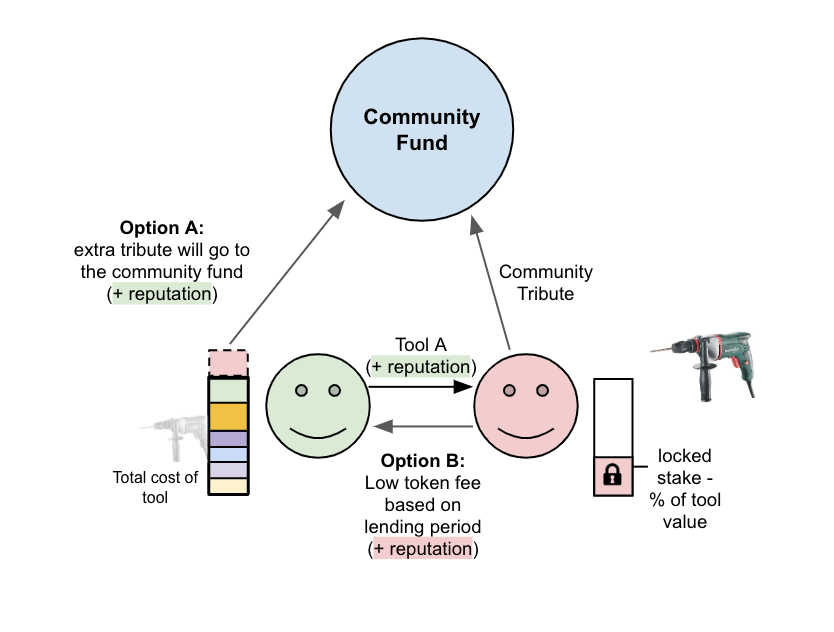 Community
Fund
Option A:
extra tribute will go to
the community fund
(+ reputation)
Community
Tribute
Tool A
(+ reputation)
Total cost of
tool
Option B:
Low token fee
based on
lending period
(+ reputation)
locked
stake -
% of tool
value